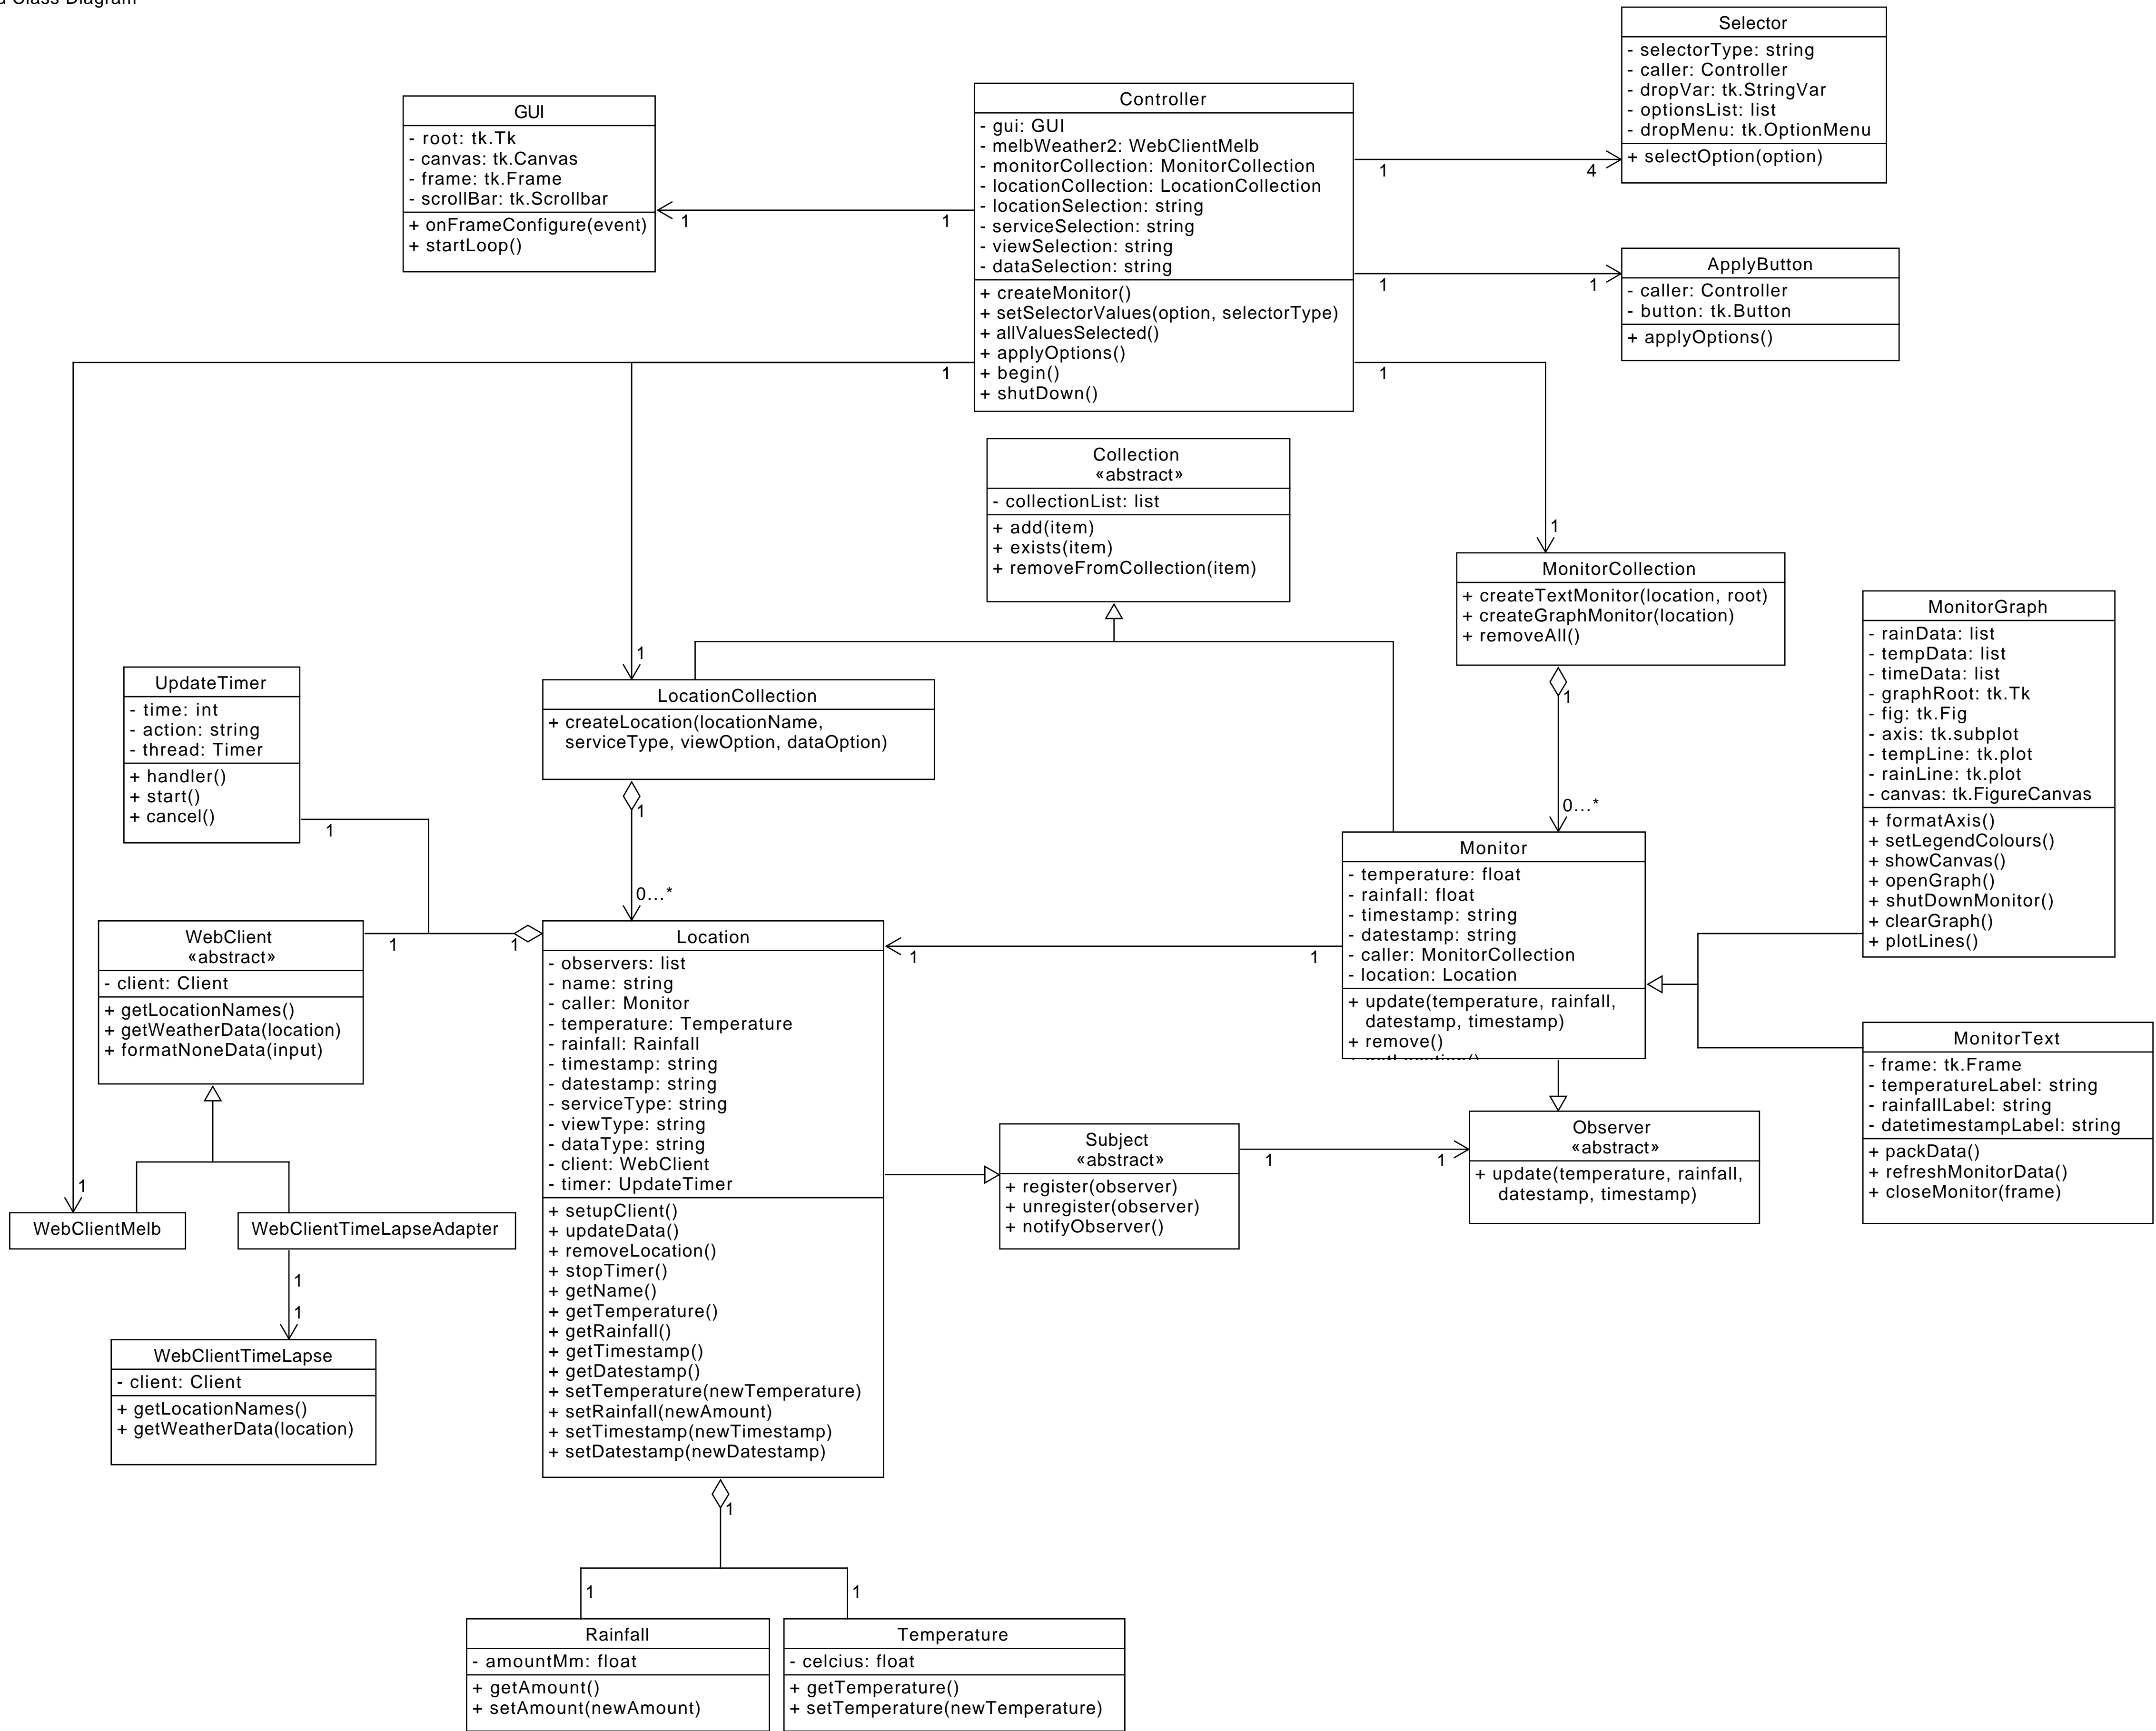 Class Diagram
Selector
- selectorType: string
- caller: Controller
- dropVar: tk.StringVar
- optionsList: list
- dropMenu: tk.OptionMenu
+ selectOption(option)
GUI
- root: tk.Tk
- canvas: tk.Canvas
- frame: tk.Frame
- scrollBar: tk.Scrollbar
+ onFrameConfigure(event)
+ startLoop()
Controller
- gui: GUI
- melbWeather2: WebClientMelb
- monitorCollection: MonitorCollection
- locationCollection: LocationCollection
- locationSelection: string
- serviceSelection: string
- viewSelection: string
- dataSelection: string
+ createMonitor()
+ setSelectorValues(option, selectorType)
+ allValuesSelected()
+ applyOptions()
+ begin()
+ shutDown()
1
4
1
1
1
1
1
1
ApplyButton
- caller: Controller
- button: tk.Button
+ applyOptions()
Collection
«abstract»
- collectionList: list
+ add(item)
+ exists(item)
+ removeFromCollection(item)
1
MonitorCollection
+ createTextMonitor(location, root)
+ createGraphMonitor(location)
+ removeAll()
1
0...*
MonitorGraph
- rainData: list
- tempData: list
- timeData: list
- graphRoot: tk.Tk
- fig: tk.Fig
- axis: tk.subplot
- tempLine: tk.plot
- rainLine: tk.plot
- canvas: tk.FigureCanvas
+ formatAxis()
+ setLegendColours()
+ showCanvas()
+ openGraph()
+ shutDownMonitor()
+ clearGraph()
+ plotLines()
1
LocationCollection
+ createLocation(locationName,
serviceType, viewOption, dataOption)
1
0...*
UpdateTimer
- time: int
- action: string
- thread: Timer
+ handler()
+ start()
+ cancel()
1
1
1
WebClient
«abstract»
- client: Client
+ getLocationNames()
+ getWeatherData(location)
+ formatNoneData(input)
Location
- observers: list
- name: string
- caller: Monitor
- temperature: Temperature
- rainfall: Rainfall
- timestamp: string
- datestamp: string
- serviceType: string
- viewType: string
- dataType: string
- client: WebClient
- timer: UpdateTimer
+ setupClient()
+ updateData()
+ removeLocation()
+ stopTimer()
+ getName()
+ getTemperature()
+ getRainfall()
+ getTimestamp()
+ getDatestamp()
+ setTemperature(newTemperature)
+ setRainfall(newAmount)
+ setTimestamp(newTimestamp)
+ setDatestamp(newDatestamp)
1
1
Monitor
- temperature: float
- rainfall: float
- timestamp: string
- datestamp: string
- caller: MonitorCollection
- location: Location
+ update(temperature, rainfall,
datestamp, timestamp)
+ remove()
MonitorText
- frame: tk.Frame
- temperatureLabel: string
- rainfallLabel: string
- datetimestampLabel: string
+ packData()
+ refreshMonitorData()
+ closeMonitor(frame)
Subject
«abstract»
+ register(observer)
+ unregister(observer)
+ notifyObserver()
1
1
Observer
«abstract»
+ update(temperature, rainfall,
datestamp, timestamp)
1
WebClientMelb
WebClientTimeLapseAdapter
1
1
WebClientTimeLapse
- client: Client
+ getLocationNames()
+ getWeatherData(location)
1
1
1
Rainfall
- amountMm: float
+ getAmount()
+ setAmount(newAmount)
Temperature
- celcius: float
+ getTemperature()
+ setTemperature(newTemperature)